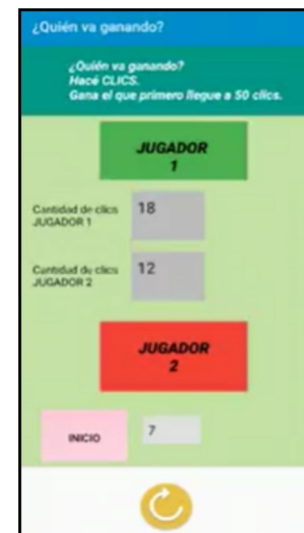 ¿Quién va ganando?
¿Quién va ganando?
Hacé CLICS.
Gana el que primero llegue a 50 clics.
JUGADOR
1
Cantidad de clics
JUGADOR 1
18
Cantidad de clics
JUGADOR 2
12
JUGADOR
2
INICIO
7